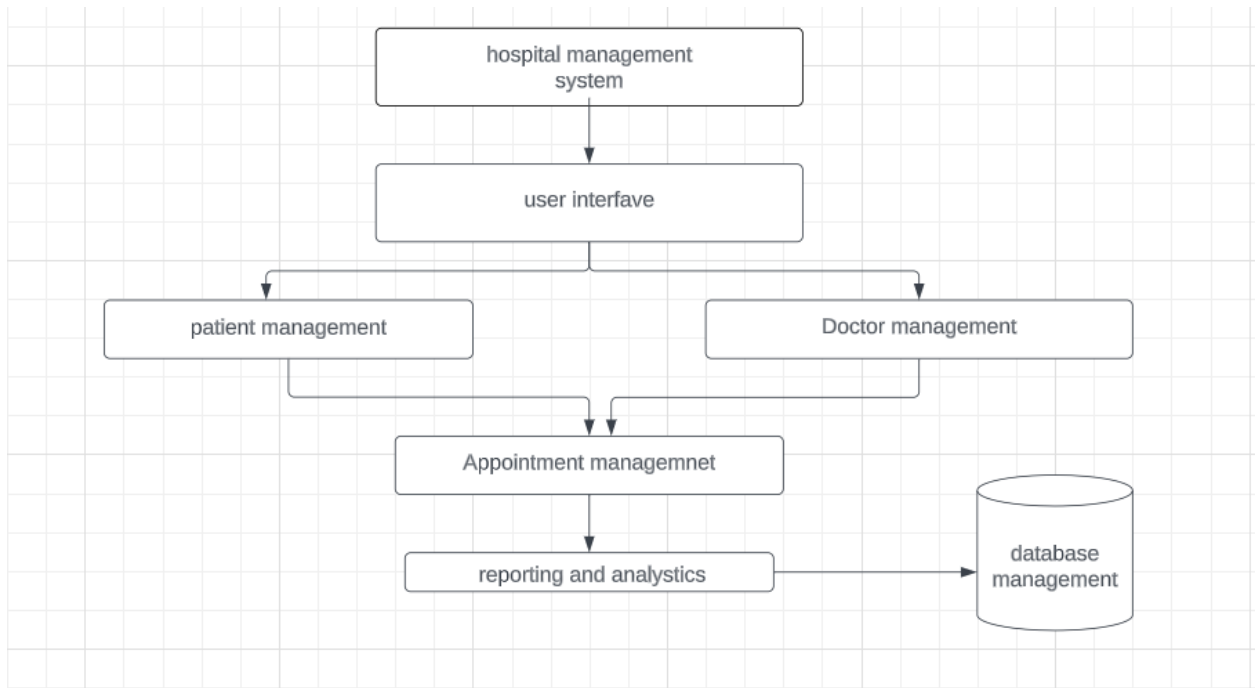 hospital management
system
user interfave
patient management
Doctor management
Appointment managemnet
reporting and analystics
database
management